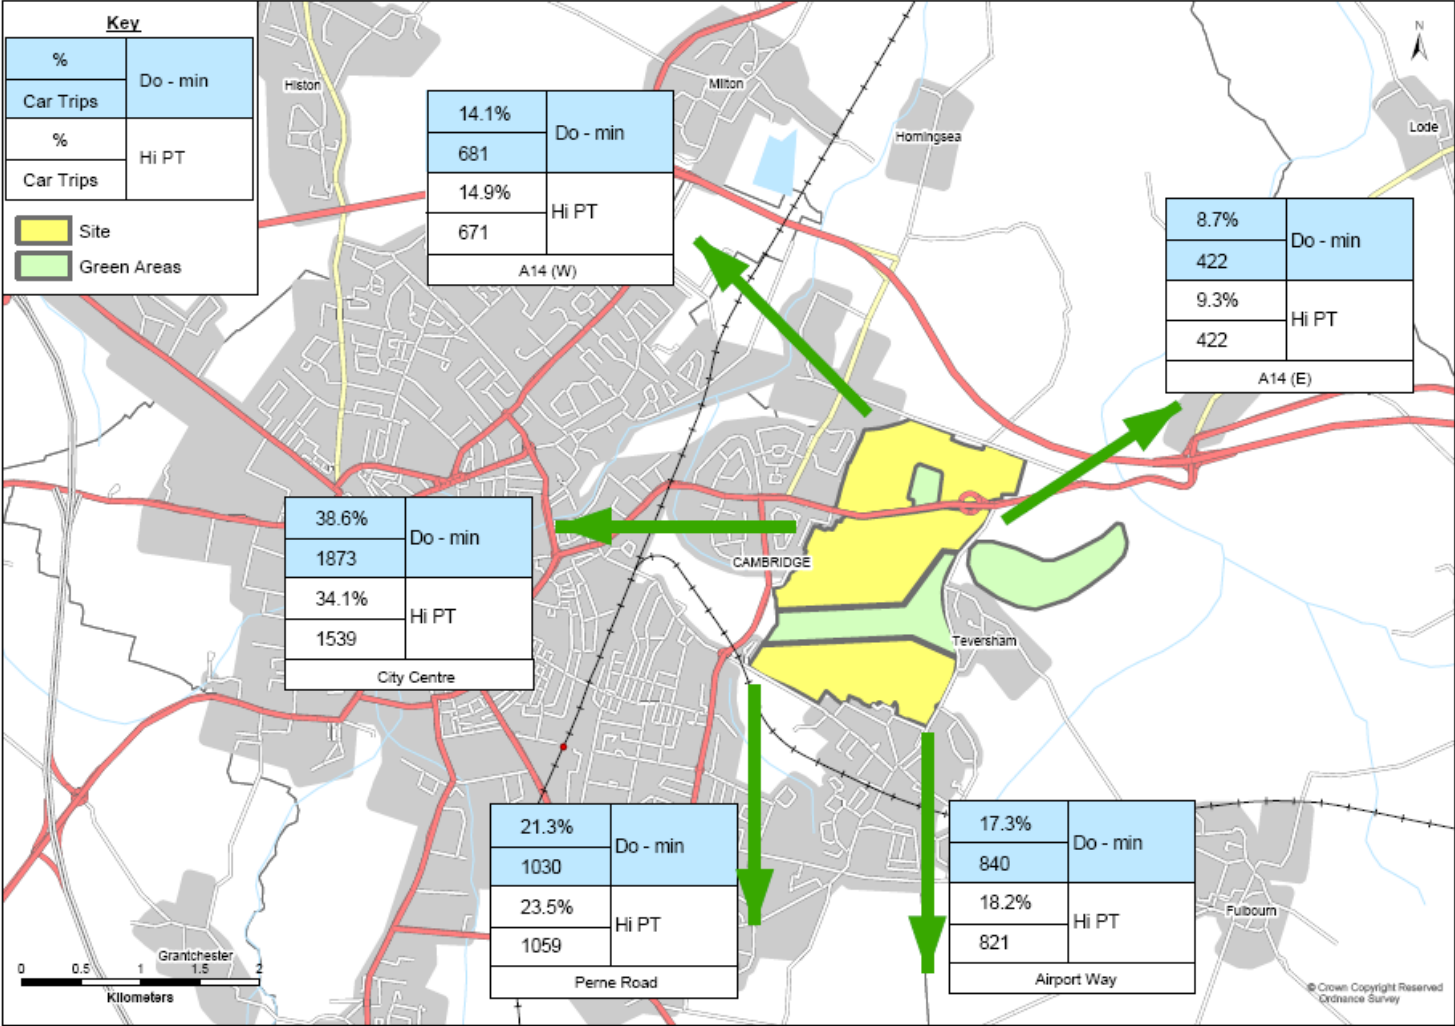 Key
%
Car Trips
Do - min
%
Car Trips
Hi PT
Site
Green Areas
Histon
Milton
Horningsea
N
Lode
14.1%
681
Do - min
14.9%
671
Hi PT
A14 (W)
8.7%
422
Do - min
9.3%
422
Hi PT
A14 (E)
38.6%
1873
Do - min
34.1%
1539
Hi PT
City Centre
CAMBRIDGE
Teversham
21.3%
1030
Do - min
23.5%
1059
Hi PT
Perne Road
17.3%
840
Do - min
18.2%
821
Hi PT
Airport Way
Fulbourn
Grantchester
0 0.5 1 1.5 2
Kilometers
© Crown Copyright Reserved
Ordnance Survey